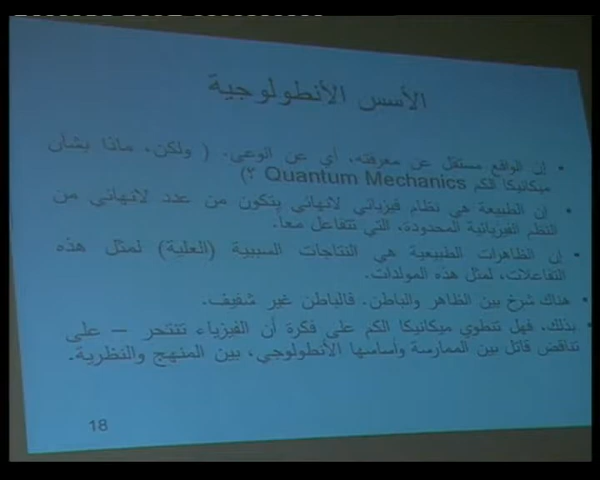 الأسس الأنطولوجية
• إن الواقع مستقل عن معرفته، أي عن الوعي. ( ولكن، ماذا بشأن
ميكانيكا الكم Quantum Mechanics ؟)
• إن الطبيعة هي نظام فيزيائي لانهائي يتكون من عدد لانهائي من
النظم الفيزيائية المحدودة، التي تتفاعل معاً.
• إن الظاهرات الطبيعية هي النتاجات السببية (العلية) لمثل هذه
التفاعلات، لمثل هذه المولدات.
• هناك شرخ بين الظاهر والباطن. فالباطن غير شفيف.
• بذلك، فهل تنطوي ميكانيكا الكم على فكرة أن الفيزياء تنتحر – على
تناقض قاتل بين الممارسة وأساسها الأنطولوجي، بين المنهج والنظرية.
18